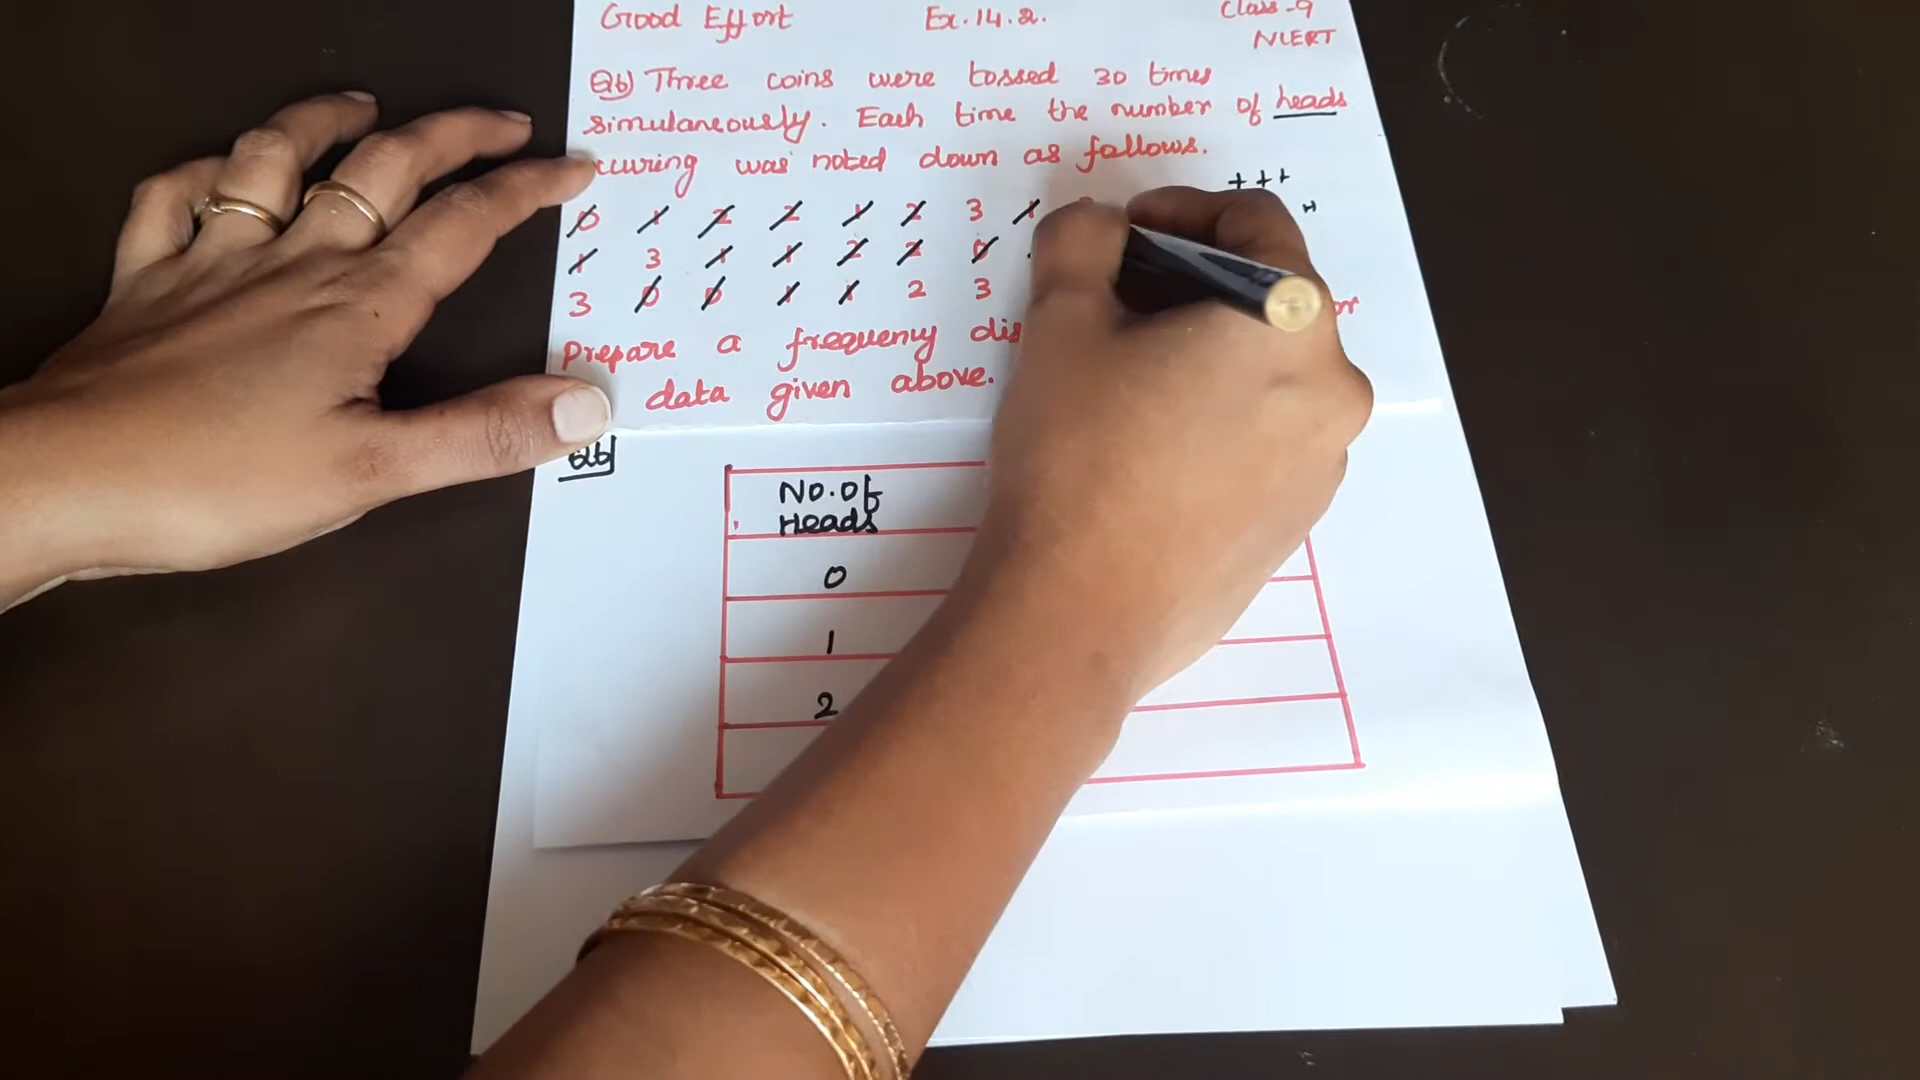 Good Effort Ex.14.2. Class-9
NCERT
Q6) Three coins were tossed 30 times
simulaneously. Each time the number of heads
curing was noted down as follows.
+++
0 1 2 2 1 2 3 1
H
1 3 1 1 2 2 0
3 0 0 1 1 2 3
or
Prepare a frequency dis
data given above.
Q6
No. Of
Heads
0
1
2